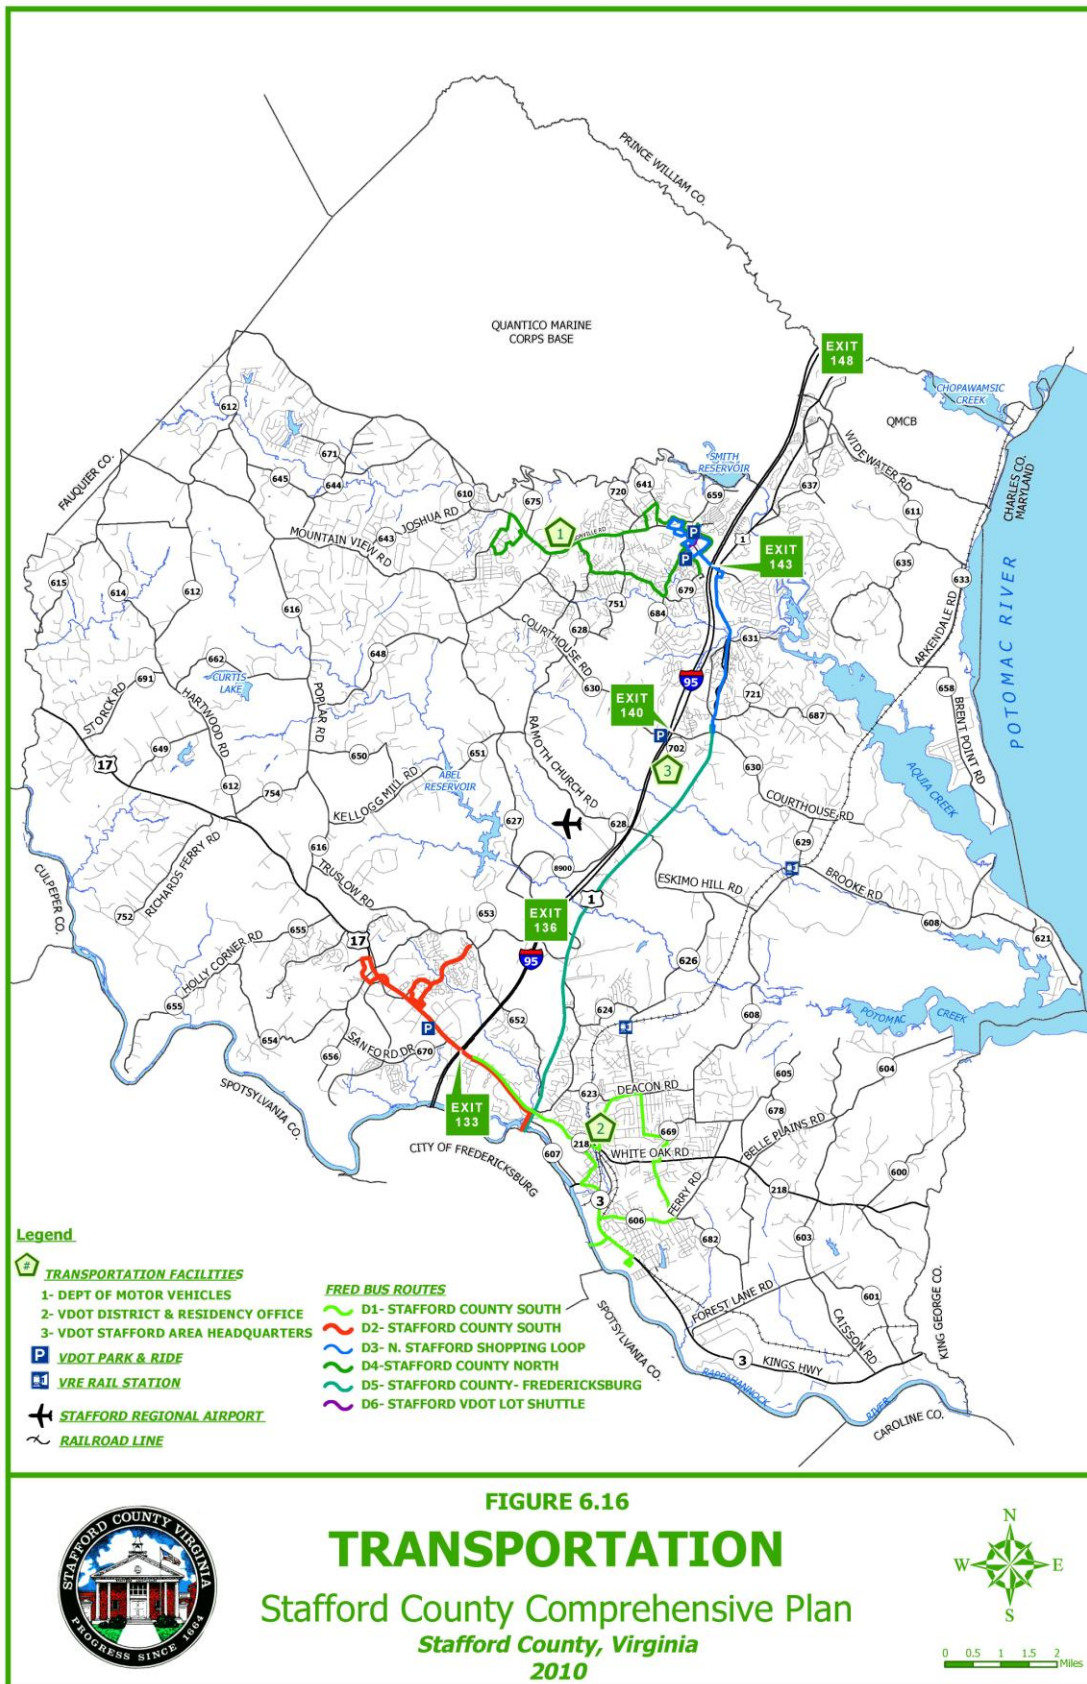 PRINCE WILLIAM CO.
QUANTICO MARINE
CORPS BASE
EXIT
148
CHOPAWAMSIC
CREEK
QMCB
612
WIDEWATER RD
CHARLES CO.
MARYLAND
671
SMITH
RESERVOIR
FAUQUIER CO.
645
644
610
675
720
641
659
637
611
JOSHUA RD
MOUNTAIN VIEW RD
643
1
P
1
EXIT
143
P
635
633
615
614
612
616
751
684
679
628
COURTHOUSE RD
631
ARKENDALE RD
POTOMAC RIVER
662
648
CURTIS
LAKE
691
STORCK RD
HARTWOOD RD
POPLAR RD
630
95
EXIT
140
721
687
658
BRENT POINT RD
649
17
650
651
RAMOTH CHURCH RD
P
702
3
630
612
754
KELLOGG MILL RD
ABEL
RESERVOIR
AQUIA CREEK
COURTHOUSE RD
627
628
629
RICHARDS FERRY RD
616
TRUSLOW RD
8900
CULPEPER CO.
ESKIMO HILL RD
BROOKE RD
1
752
653
EXIT
136
608
655
17
621
HOLLY CORNER RD
95
626
655
624
608
POTOMAC CREEK
654
SANFORD DR
P
652
656
670
605
604
SPOTSYLVANIA CO.
EXIT
133
623
DEACON RD
678
BELLE PLAINS RD
2
669
CITY OF FREDERICKSBURG
607
218
WHITE OAK RD
600
218
FERRY RD
3
606
682
603
KING GEORGE CO.
SPOTSYLVANIA CO.
FOREST LANE RD
601
CAISSON RD
3
KINGS HWY
RAPPAHANNOCK
RIVER
CAROLINE CO.
Legend
# TRANSPORTATION FACILITIES
1- DEPT OF MOTOR VEHICLES
2- VDOT DISTRICT & RESIDENCY OFFICE
3- VDOT STAFFORD AREA HEADQUARTERS
P VDOT PARK & RIDE
VRE RAIL STATION
STAFFORD REGIONAL AIRPORT
RAILROAD LINE
FRED BUS ROUTES
D1- STAFFORD COUNTY SOUTH
D2- STAFFORD COUNTY SOUTH
D3- N. STAFFORD SHOPPING LOOP
D4-STAFFORD COUNTY NORTH
D5- STAFFORD COUNTY- FREDERICKSBURG
D6- STAFFORD VDOT LOT SHUTTLE
STAFFORD COUNTY VIRGINIA
PROGRESS SINCE 1664
FIGURE 6.16
TRANSPORTATION
Stafford County Comprehensive Plan
Stafford County, Virginia
2010
N
W E
S
0 0.5 1 1.5 2
Miles